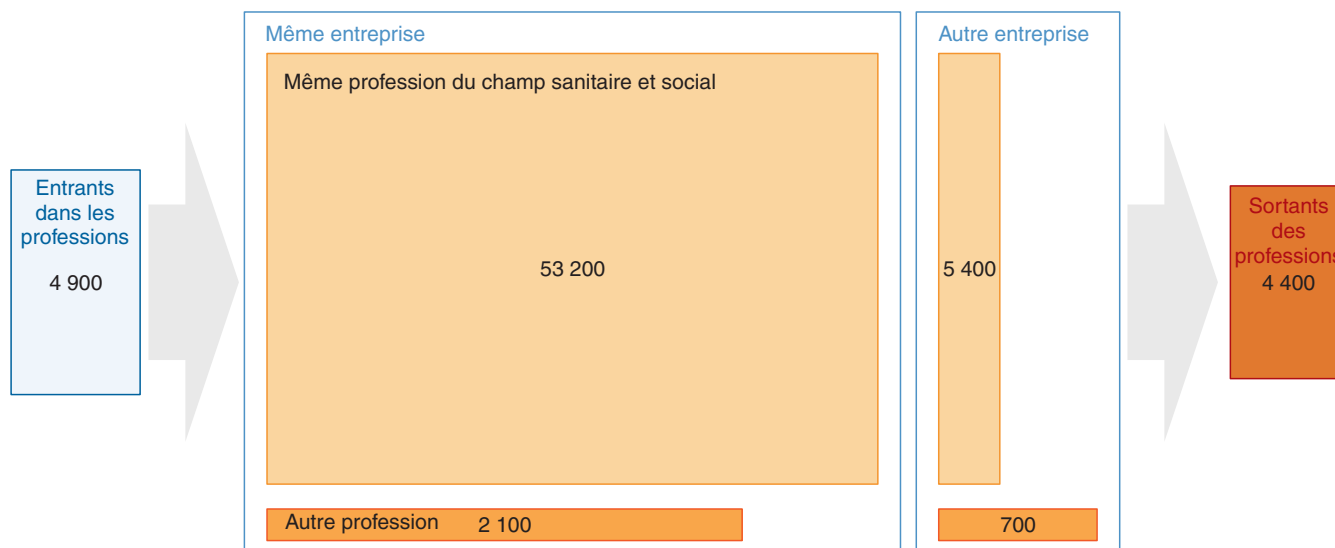 Même entreprise
Autre entreprise
Même profession du champ sanitaire et social
Entrants
dans les
professions
4 900
53 200
5 400
Sortants
des
professions
4 400
Autre profession 2 100
700